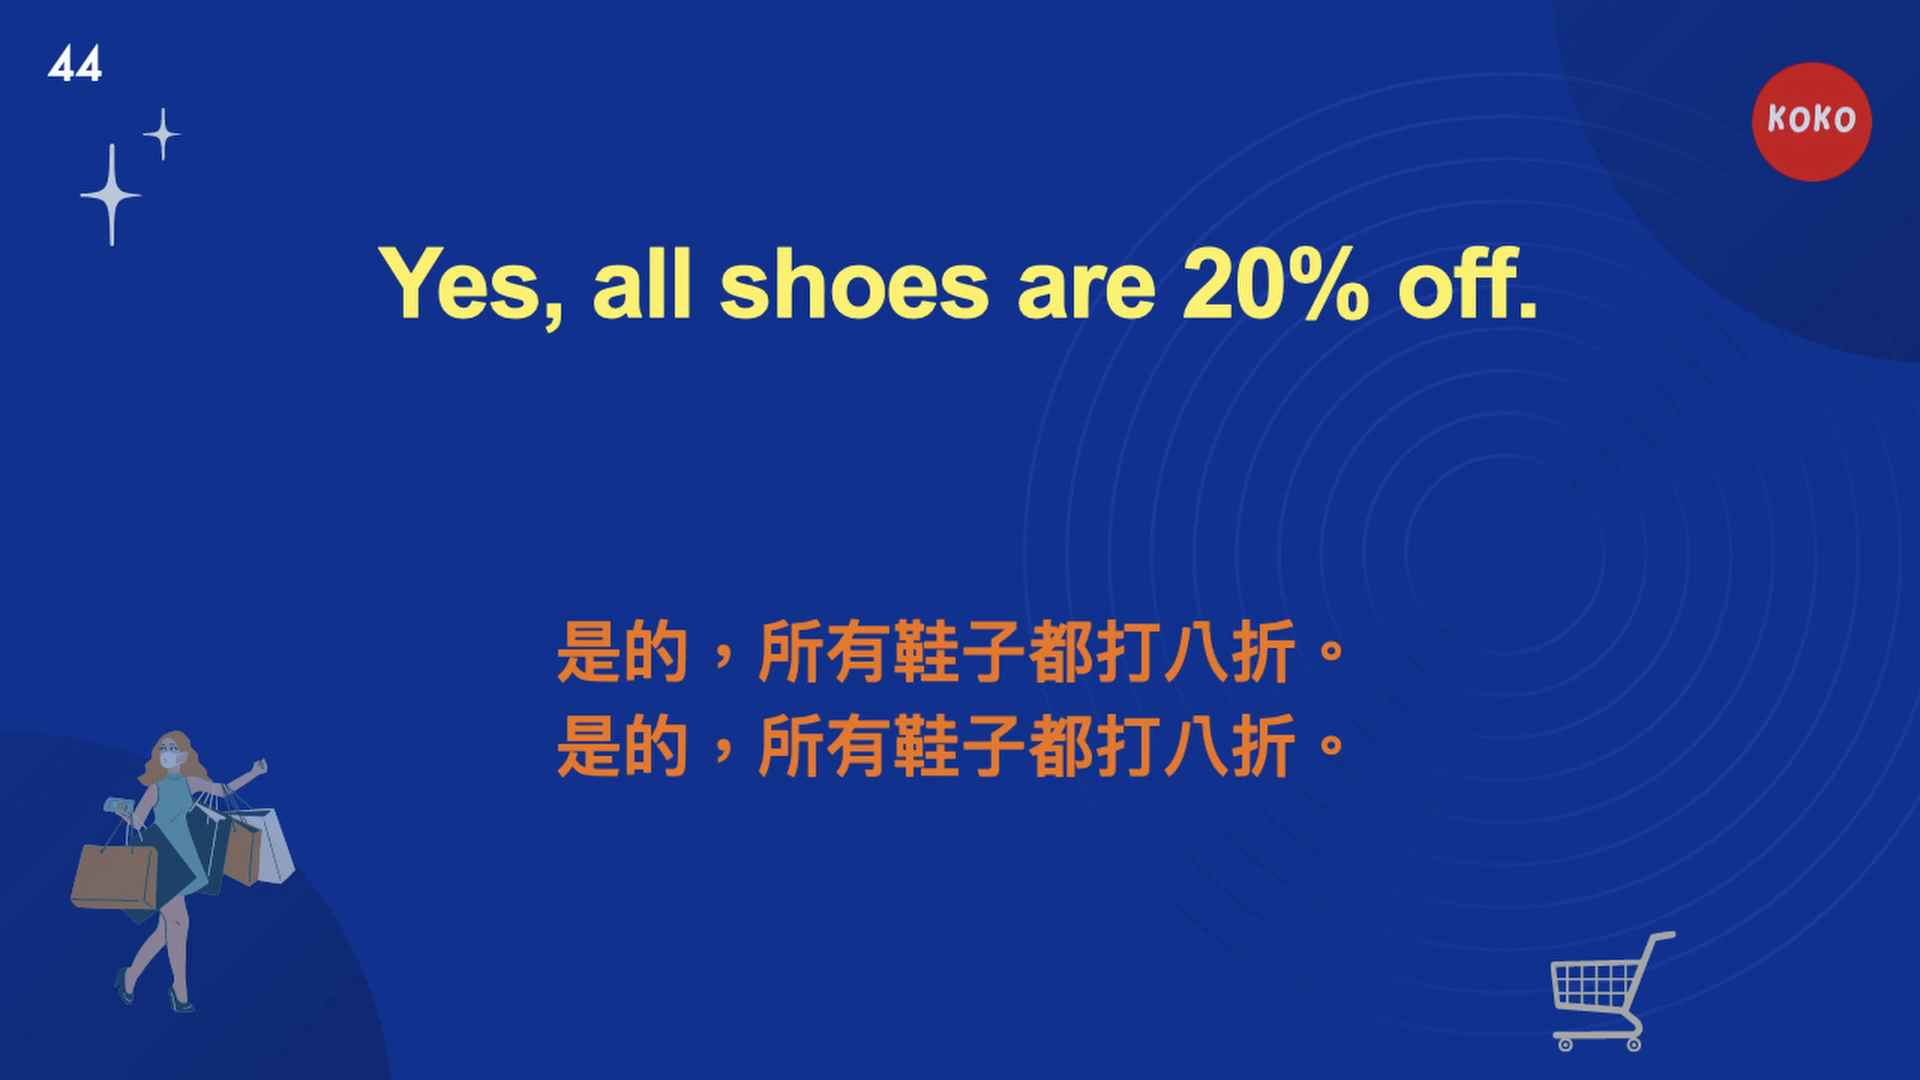 44
KOKO
Yes, all shoes are 20% off.
是的，所有鞋子都打八折。
是的，所有鞋子都打八折。